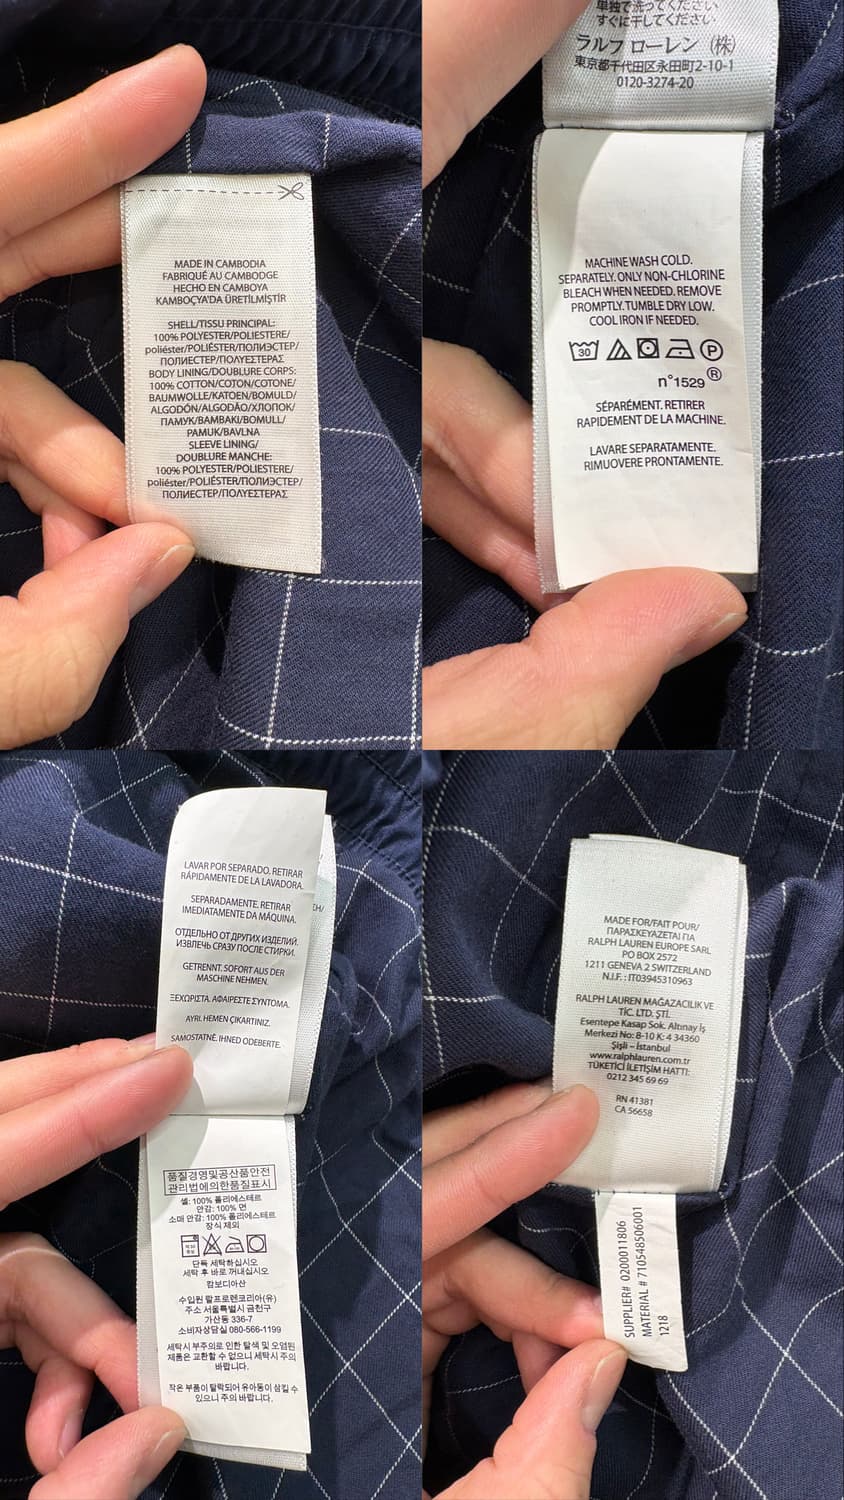 MADE IN CAMBODIA
FABRIQUÉ AU CAMBODGE
HECHO EN CAMBOYA
KAMBOÇYA'DA ÜRETİLMİŞTİR
SHELL/TISSU PRINCIPAL:
100% POLYESTER/POLIESTERE/
poliéster/POLIÉSTER/ПОЛИЭСТЕР/
ПОЛИЕСТЕР/ΠΟΛΥΕΣΤΕΡΑΣ
BODY LINING/DOUBLURE CORPS:
100% COTTON/COTON/COTONE/
BAUMWOLLE/KATOEN/BOMULD/
ALGODÓN/ALGODÃO/ХЛОПОК/
ПАМУК/BAMBAKI/BOMULL/
PAMUK/BAVLNA
SLEEVE LINING/
DOUBLURE MANCHE:
100% POLYESTER/POLIESTERE/
poliéster/POLIÉSTER/ПОЛИЭСТЕР/
ПОЛИЕСТЕР/ΠΟΛΥΕΣΤΕΡΑΣ
単独で洗ってください
すぐに干してください
ラルフ ローレン (株)
東京都千代田区永田町2-10-1
0120-3274-20
MACHINE WASH COLD.
SEPARATELY. ONLY NON-CHLORINE
BLEACH WHEN NEEDED. REMOVE
PROMPTLY. TUMBLE DRY LOW.
COOL IRON IF NEEDED.
30 P
n°1529 ®
SÉPARÉMENT. RETIRER
RAPIDEMENT DE LA MACHINE.
LAVARE SEPARATAMENTE.
RIMUOVERE PRONTAMENTE.
LAVAR POR SEPARADO. RETIRAR
RÁPIDAMENTE DE LA LAVADORA.
SEPARADAMENTE. RETIRAR
IMEDIATAMENTE DA MÁQUINA.
ОТДЕЛЬНО ОТ ДРУГИХ ИЗДЕЛИЙ.
ИЗВЛЕЧЬ СРАЗУ ПОСЛЕ СТИРКИ.
GETRENNT. SOFORT AUS DER
MASCHINE NEHMEN.
ΞΕΧΩΡΙΣΤΑ. ΑΦΑΙΡΕΣΤΕ ΣΥΝΤΟΜΑ.
AYRI. HEMEN ÇIKARTINIZ.
SAMOSTATNĚ. IHNED ODEBERTE.
품질경영및공산품안전
관리법에의한품질표시
셀: 100% 폴리에스테르
안감: 100% 면
소매 안감: 100% 폴리에스테르
장식 제외
단독 세탁하십시오
세탁 후 바로 꺼내십시오
캄보디아산
수입원 랄프로렌코리아(유)
주소 서울특별시 금천구
가산동 336-7
소비자상담실 080-566-1199
세탁시 부주의로 인한 탈색 및 오염된
제품은 교환할 수 없으니 세탁시 주의
바랍니다.
작은 부품이 탈락되어 유아동이 삼킬 수
있으니 주의 바랍니다.
MADE FOR/FAIT POUR/
ΠΑΡΑΣΚΕΥΑΖΕΤΑΙ ΓΙΑ
RALPH LAUREN EUROPE SARL
PO BOX 2572
1211 GENEVA 2 SWITZERLAND
N.I.F. : IT03945310963
RALPH LAUREN MAĞAZACILIK VE
TİC. LTD. ŞTİ.
Esentepe Kasap Sok. Altınay İş
Merkezi No: 8-10 K: 4 34360
Şişli – İstanbul
www.ralphlauren.com.tr
TÜKETİCİ İLETİŞİM HATTI:
0212 345 69 69
RN 41381
CA 56658
SUPPLIER# 0200011806
MATERIAL # 710548506001
1218